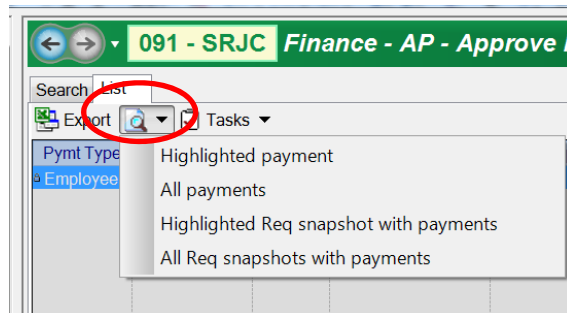 091 - SRJC Finance - AP - Approve
Search List
Export Tasks
Pymt Type
Employee
Highlighted payment
All payments
Highlighted Req snapshot with payments
All Req snapshots with payments